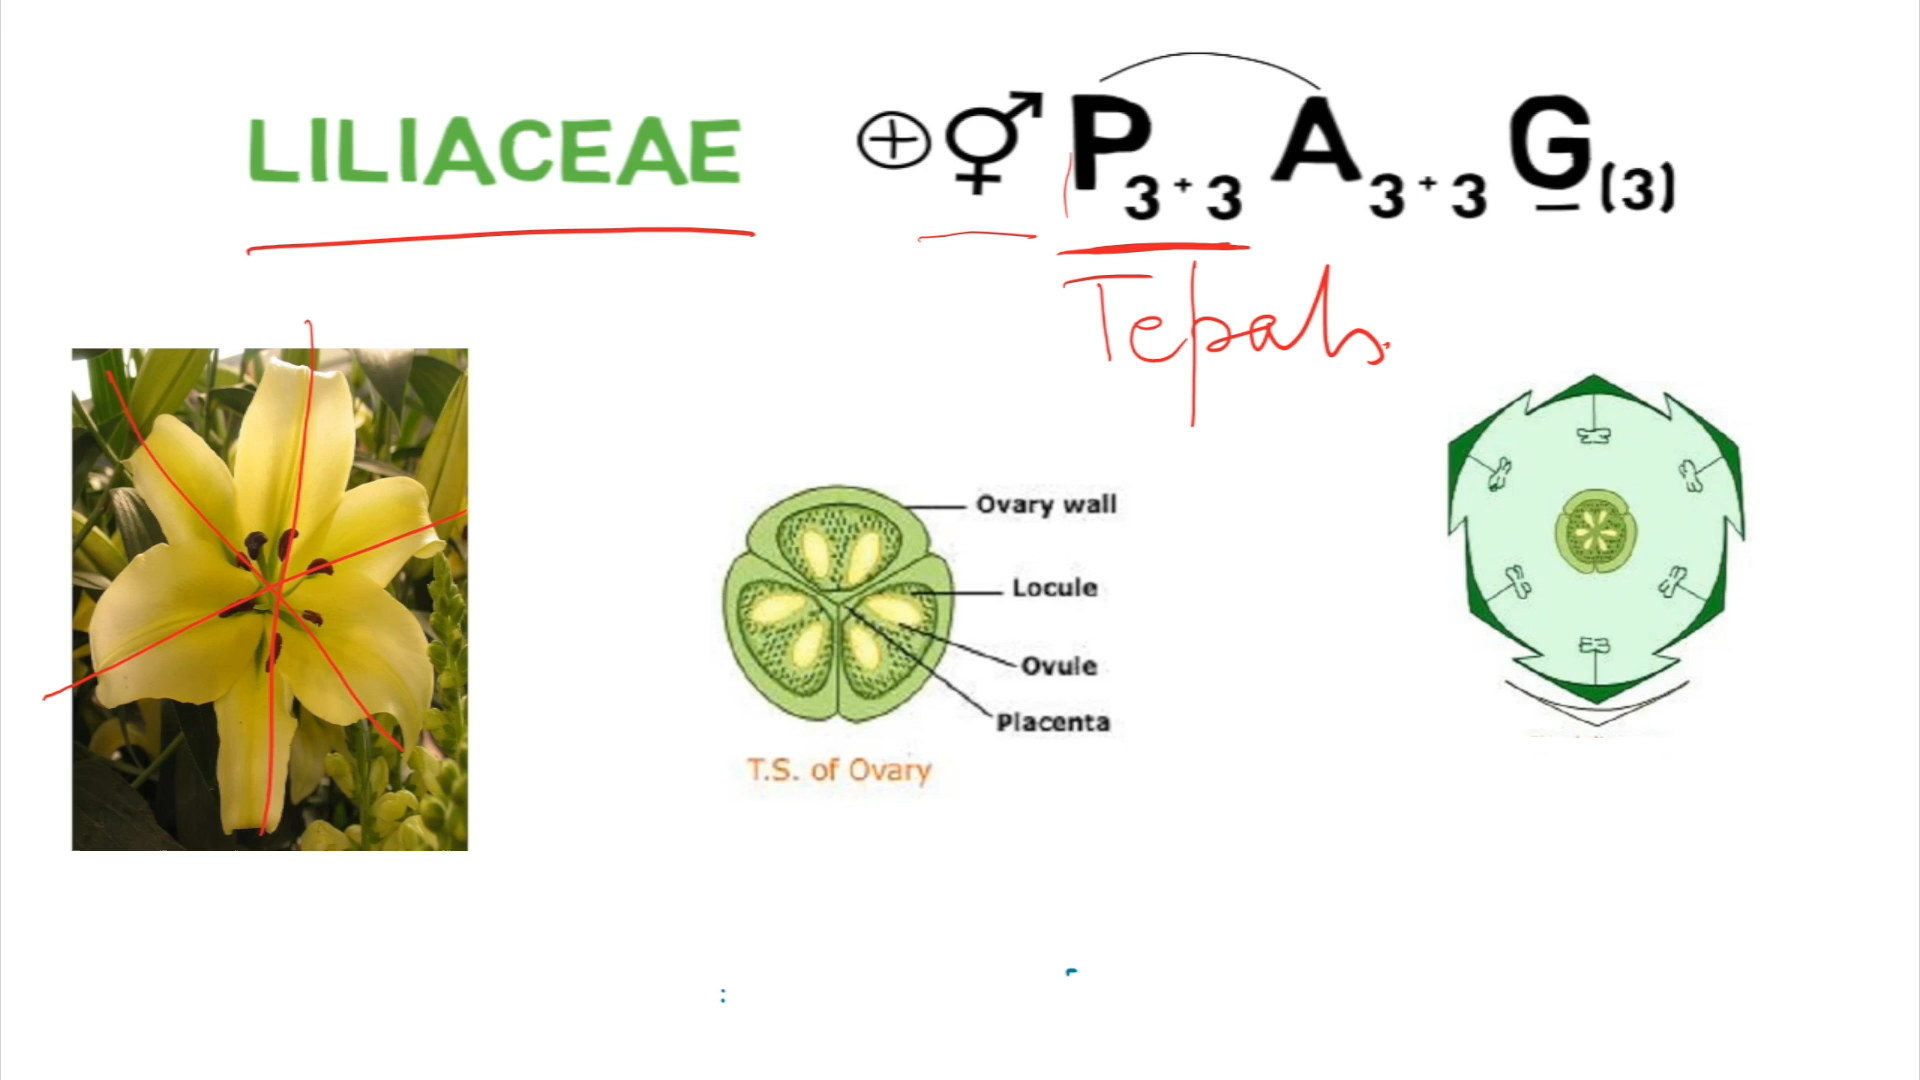 LILIACEAE ⊕ ⚥ P3+3 A3+3 G(3)
Tepals.
Ovary wall
Locule
Ovule
Placenta
T.S. of Ovary